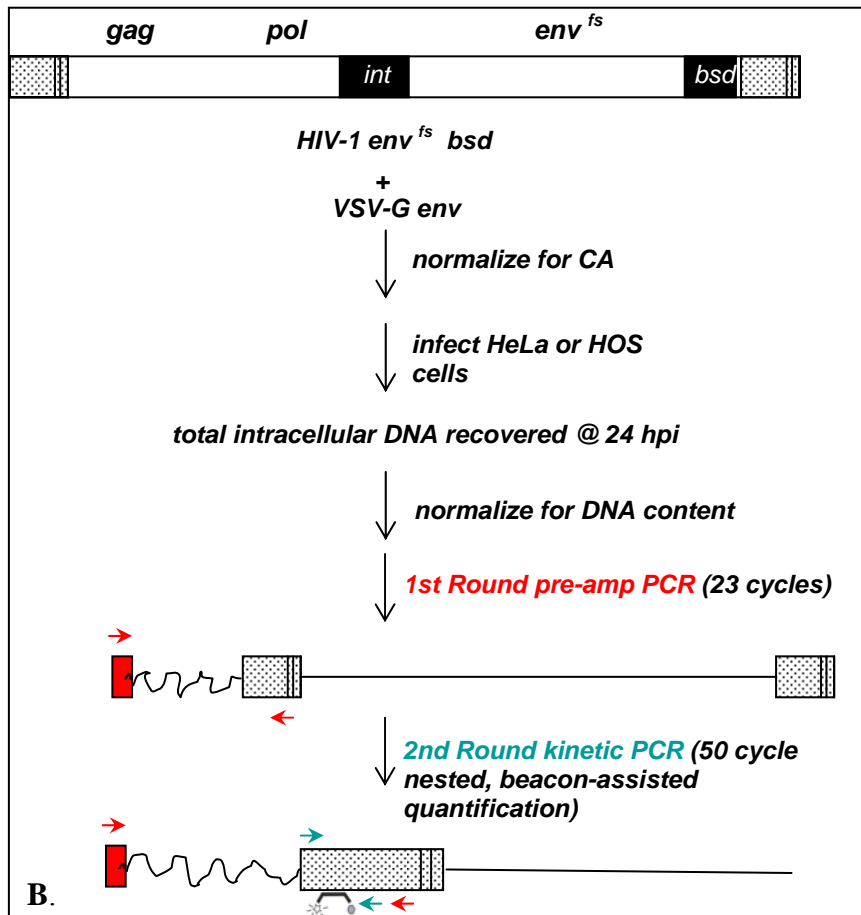 gag pol env fs
int bsd
HIV-1 env fs bsd
+
VSV-G env
normalize for CA
infect HeLa or HOS
cells
total intracellular DNA recovered @ 24 hpi
normalize for DNA content
1st Round pre-amp PCR (23 cycles)
2nd Round kinetic PCR (50 cycle
nested, beacon-assisted
quantification)
B.